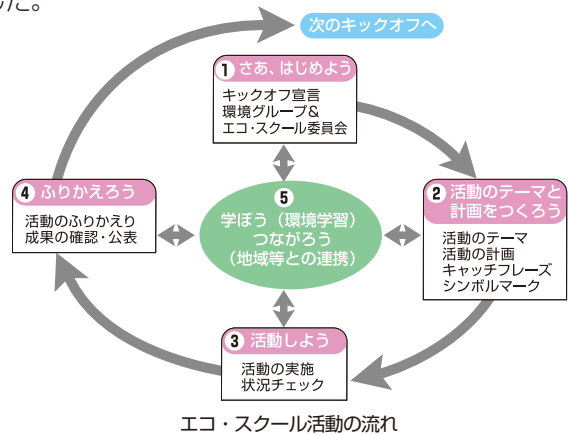 した。
次のキックオフへ
1 さあ、はじめよう
キックオフ宣言
環境グループ&
エコ・スクール委員会
2 活動のテーマと
計画をつくろう
活動のテーマ
活動の計画
キャッチフレーズ
シンボルマーク
3 活動しよう
活動の実施
状況チェック
4 ふりかえろう
活動のふりかえり
成果の確認・公表
5
学ぼう（環境学習）
つながろう
（地域等との連携）
エコ・スクール活動の流れ